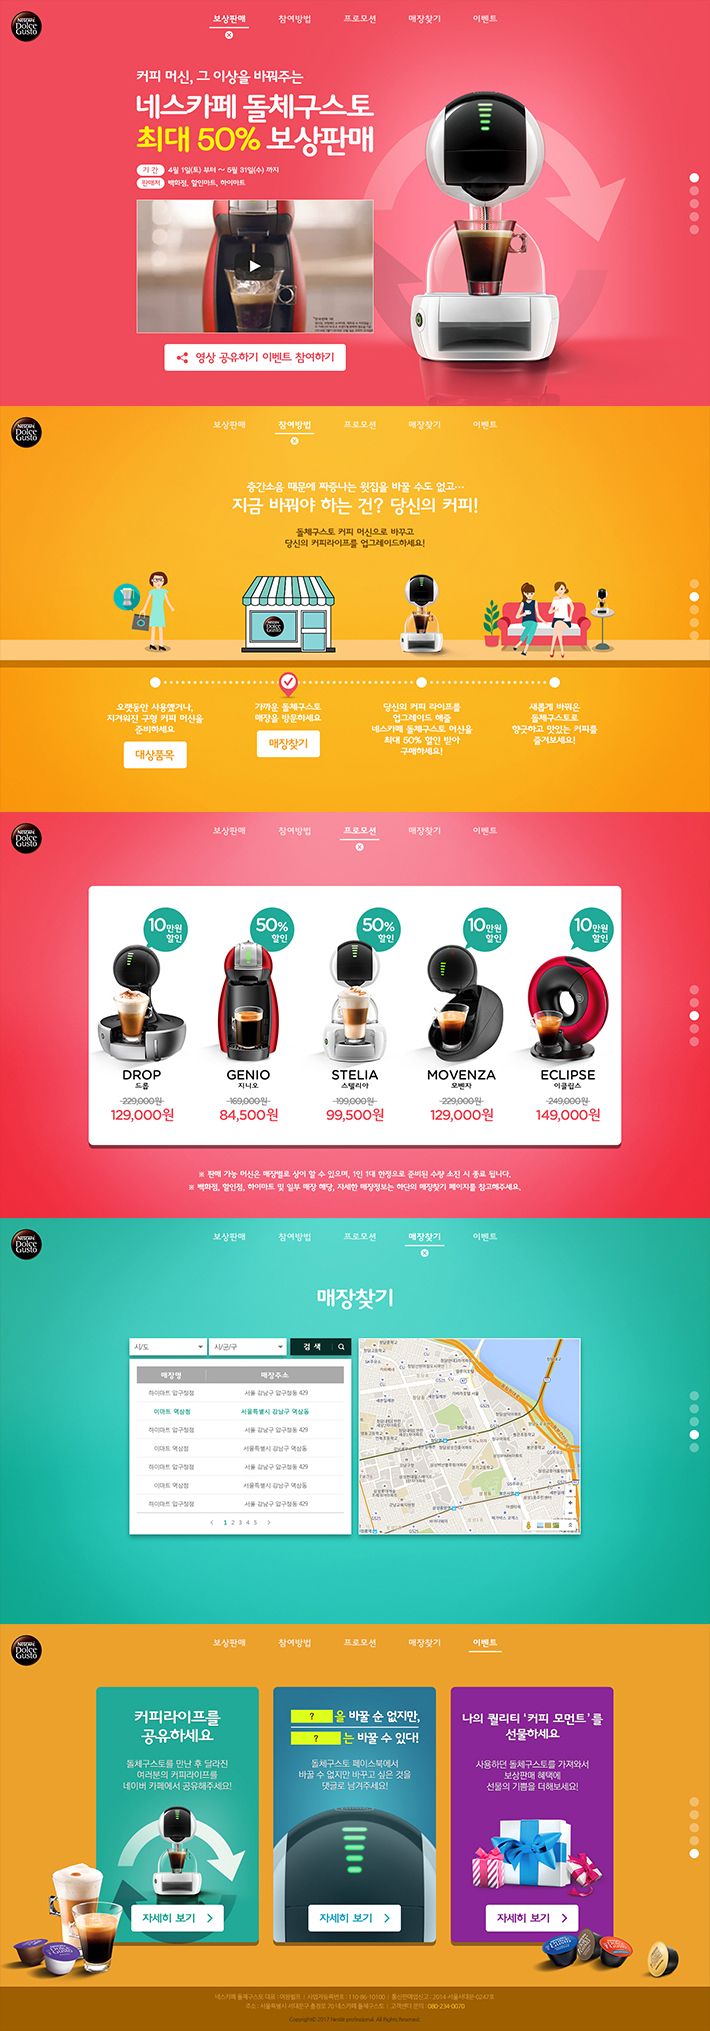 NESCAFÉ
Dolce
Gusto
보상판매 참여방법 프로모션 매장찾기 이벤트
커피 머신, 그 이상을 바꿔주는
네스카페 돌체구스토
최대 50% 보상판매
기 간 4월 1일(토) 부터 ~ 5월 31일(수) 까지
판매처 백화점, 할인마트, 하이마트
영상 공유하기 이벤트 참여하기
NESCAFÉ
Dolce
Gusto
보상판매 참여방법 프로모션 매장찾기 이벤트
층간소음 때문에 짜증나는 윗집을 바꿀 수도 없고…
지금 바꿔야 하는 건? 당신의 커피!
돌체구스토 커피 머신으로 바꾸고
당신의 커피라이프를 업그레이드하세요!
오랫동안 사용했거나,
지겨워진 구형 커피 머신을
준비하세요
대상품목
가까운 돌체구스토
매장을 방문하세요
매장찾기
당신의 커피 라이프를
업그레이드 해줄
네스카페 돌체구스토 머신을
최대 50% 할인 받아
구매하세요!
새롭게 바꿔온
돌체구스토로
향긋하고 맛있는 커피를
즐겨보세요!
NESCAFÉ
Dolce
Gusto
보상판매 참여방법 프로모션 매장찾기 이벤트
10만원
할인
50%
할인
50%
할인
10만원
할인
10만원
할인
DROP
드롭
229,000원
129,000원
GENIO
지니오
169,000원
84,500원
STELIA
스텔리아
199,000원
99,500원
MOVENZA
모벤자
229,000원
129,000원
ECLIPSE
이클립스
249,000원
149,000원
※ 판매 가능 머신은 매장별로 상이 할 수 있으며, 1인 1대 한정으로 준비된 수량 소진 시 종료 됩니다.
※ 백화점, 할인점, 하이마트 및 일부 매장 해당, 자세한 매장정보는 하단의 매장찾기 페이지를 참고해주세요.
NESCAFÉ
Dolce
Gusto
보상판매 참여방법 프로모션 매장찾기 이벤트
매장찾기
시/도 시/군/구 검 색
매장명 매장주소
하이마트 압구정점 서울 강남구 압구정동 429
이마트 역삼점 서울특별시 강남구 역삼동
하이마트 압구정점 서울 강남구 압구정동 429
이마트 역삼점 서울특별시 강남구 역삼동
하이마트 압구정점 서울 강남구 압구정동 429
이마트 역삼점 서울특별시 강남구 역삼동
하이마트 압구정점 서울 강남구 압구정동 429
< 1 2 3 4 5 >
NESCAFÉ
Dolce
Gusto
보상판매 참여방법 프로모션 매장찾기 이벤트
커피라이프를
공유하세요
돌체구스토를 만난 후 달라진
여러분의 커피라이프를
네이버 카페에서 공유해주세요!
자세히 보기 >
? 을 바꿀 순 없지만,
? 는 바꿀 수 있다!
돌체구스토 페이스북에서
바꿀 수 없지만 바꾸고 싶은 것을
댓글로 남겨주세요!
자세히 보기 >
나의 퀄리티 ‘커피 모먼트’를
선물하세요
사용하던 돌체구스토를 가져와서
보상판매 혜택에
선물의 기쁨을 더해보세요!
자세히 보기 >
주소 : 서울특별시 서대문구 충정로 70 네스카페 돌체구스토 | 고객센터 문의 : 080-234-0070
Copyright© 2017 Nestlé professional. All Rights Reserved.